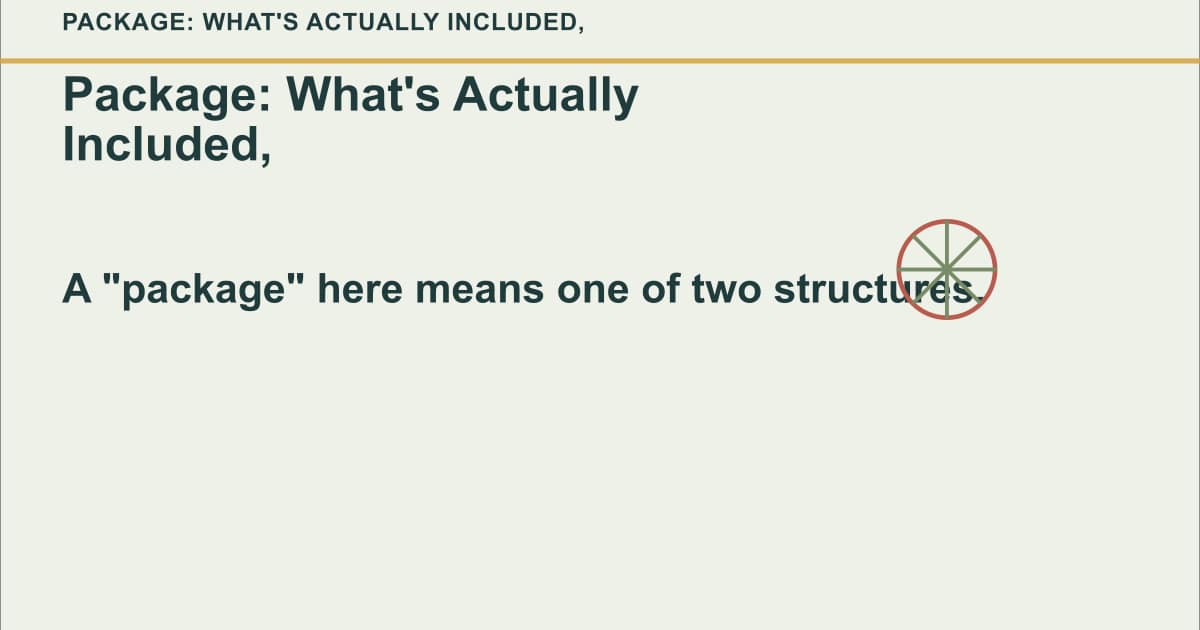 PACKAGE: WHAT'S ACTUALLY INCLUDED,
Package: What's Actually
Included,
A "package" here means one of two structures.